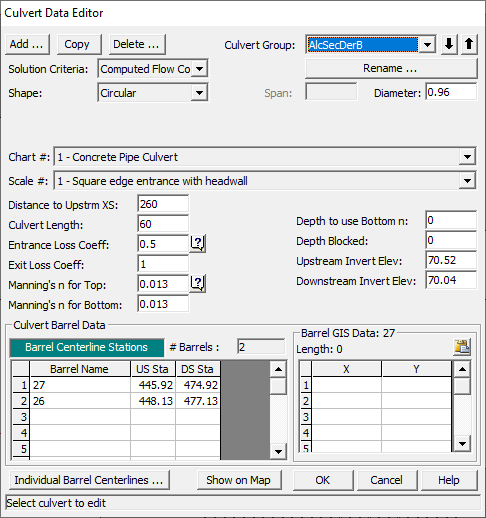 Culvert Data Editor
Add ... Copy Delete ... Culvert Group: AlcSecDerB
Solution Criteria: Computed Flow Co Rename ...
Shape: Circular Span: Diameter: 0.96
Chart #: 1 - Concrete Pipe Culvert
Scale #: 1 - Square edge entrance with headwall
Distance to Upstrm XS: 260
Culvert Length: 60
Entrance Loss Coeff: 0.5 ?
Exit Loss Coeff: 1
Manning's n for Top: 0.013 ?
Manning's n for Bottom: 0.013
Depth to use Bottom n: 0
Depth Blocked: 0
Upstream Invert Elev: 70.52
Downstream Invert Elev: 70.04
Culvert Barrel Data
Barrel Centerline Stations # Barrels : 2
Barrel Name US Sta DS Sta
1 27 445.92 474.92
2 26 448.13 477.13
3
4
5
Barrel GIS Data: 27
Length: 0
X Y
1
2
3
4
5
Individual Barrel Centerlines ... Show on Map OK Cancel Help
Select culvert to edit